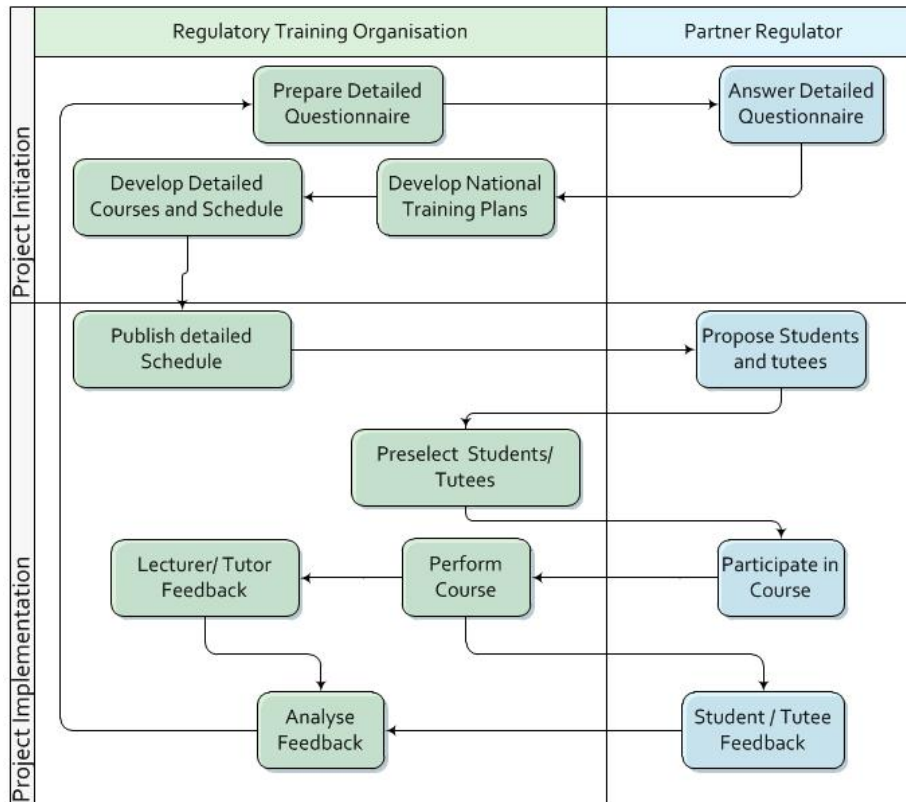 Regulatory Training Organisation
Partner Regulator
Project Initiation
Prepare Detailed
Questionnaire
Answer Detailed
Questionnaire
Develop Detailed
Courses and Schedule
Develop National
Training Plans
Project Implementation
Publish detailed
Schedule
Propose Students
and tutees
Preselect Students/
Tutees
Lecturer/ Tutor
Feedback
Perform
Course
Participate in
Course
Analyse
Feedback
Student / Tutee
Feedback